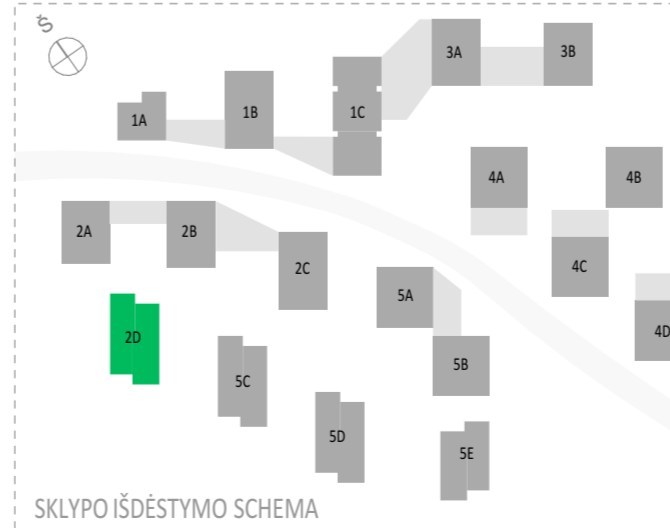 Š
3A
3B
1A
1B
1C
4A
4B
2A
2B
2C
4C
5A
2D
4D
5B
5C
5D
5E
SKLYPO IŠDĖSTYMO SCHEMA